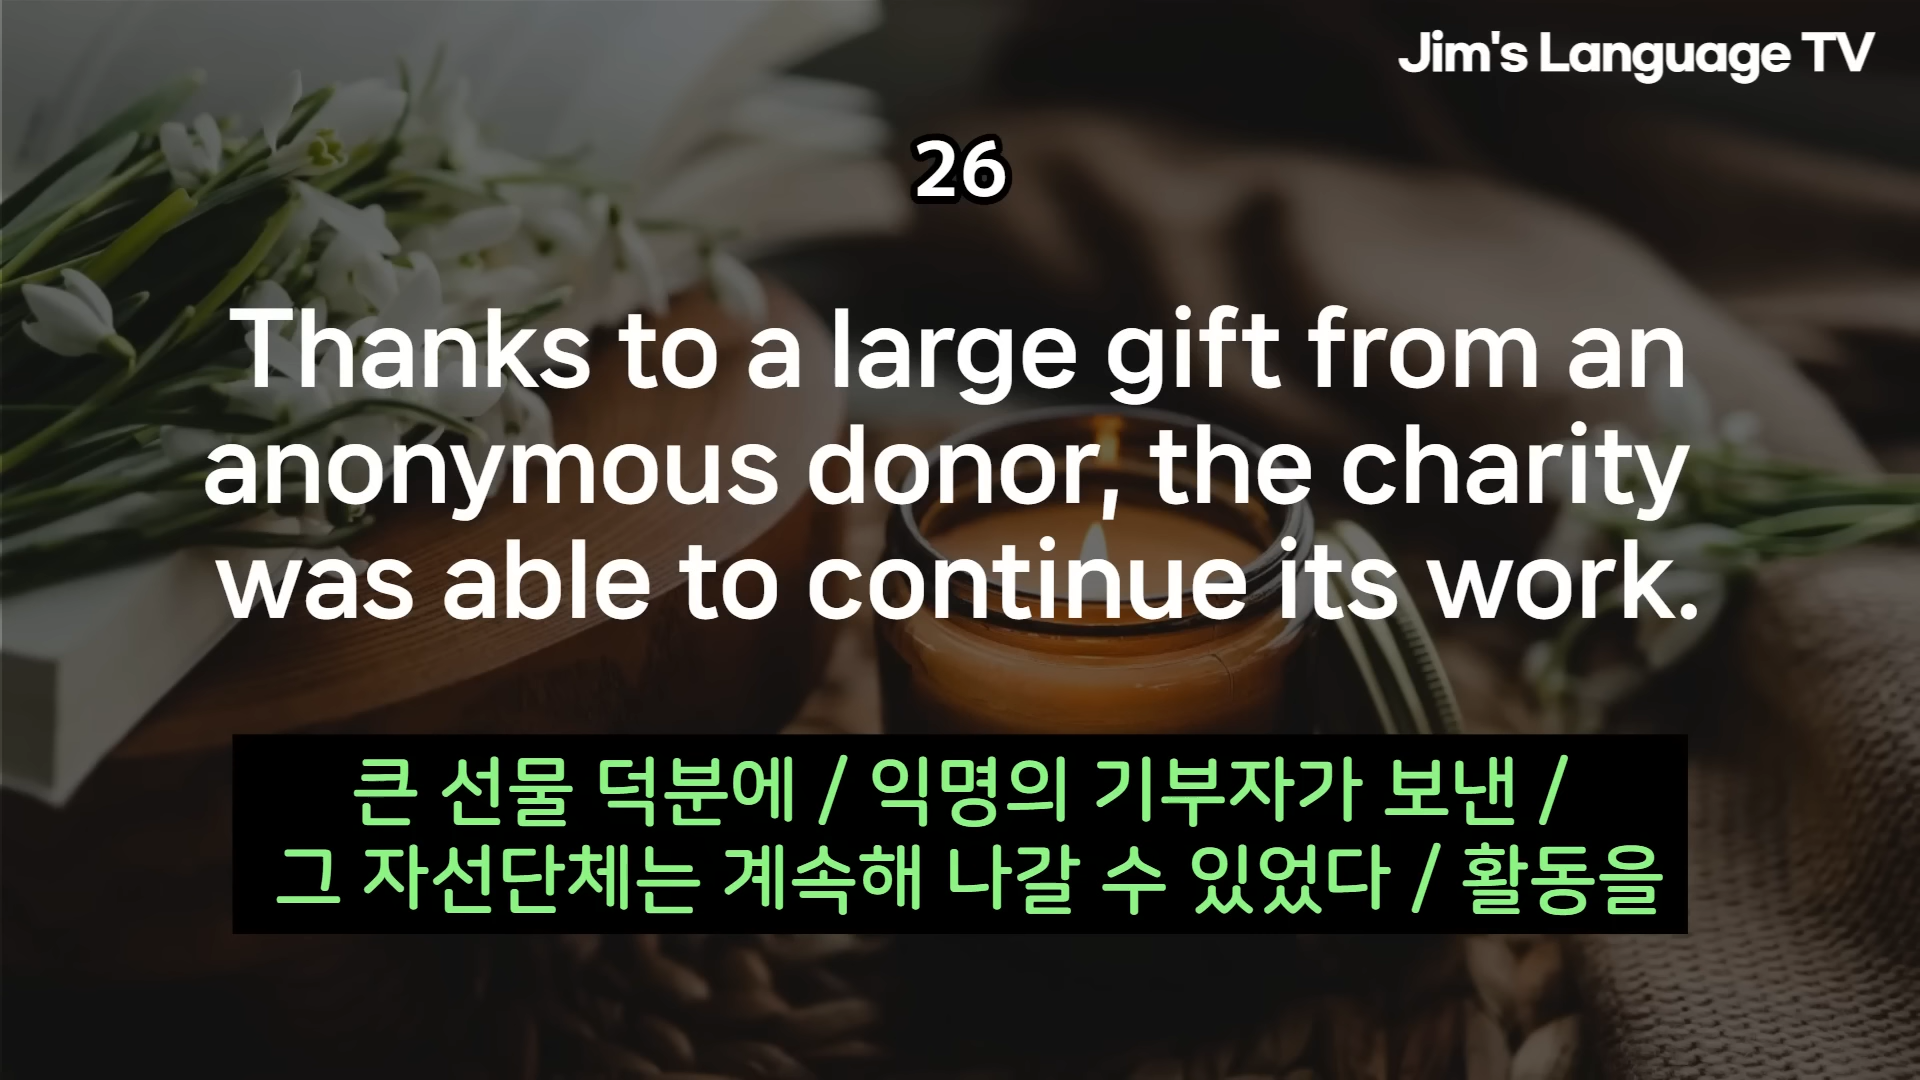 Jim's Language TV
26
Thanks to a large gift from an
anonymous donor, the charity
was able to continue its work.
큰 선물 덕분에 / 익명의 기부자가 보낸 /
그 자선단체는 계속해 나갈 수 있었다 / 활동을